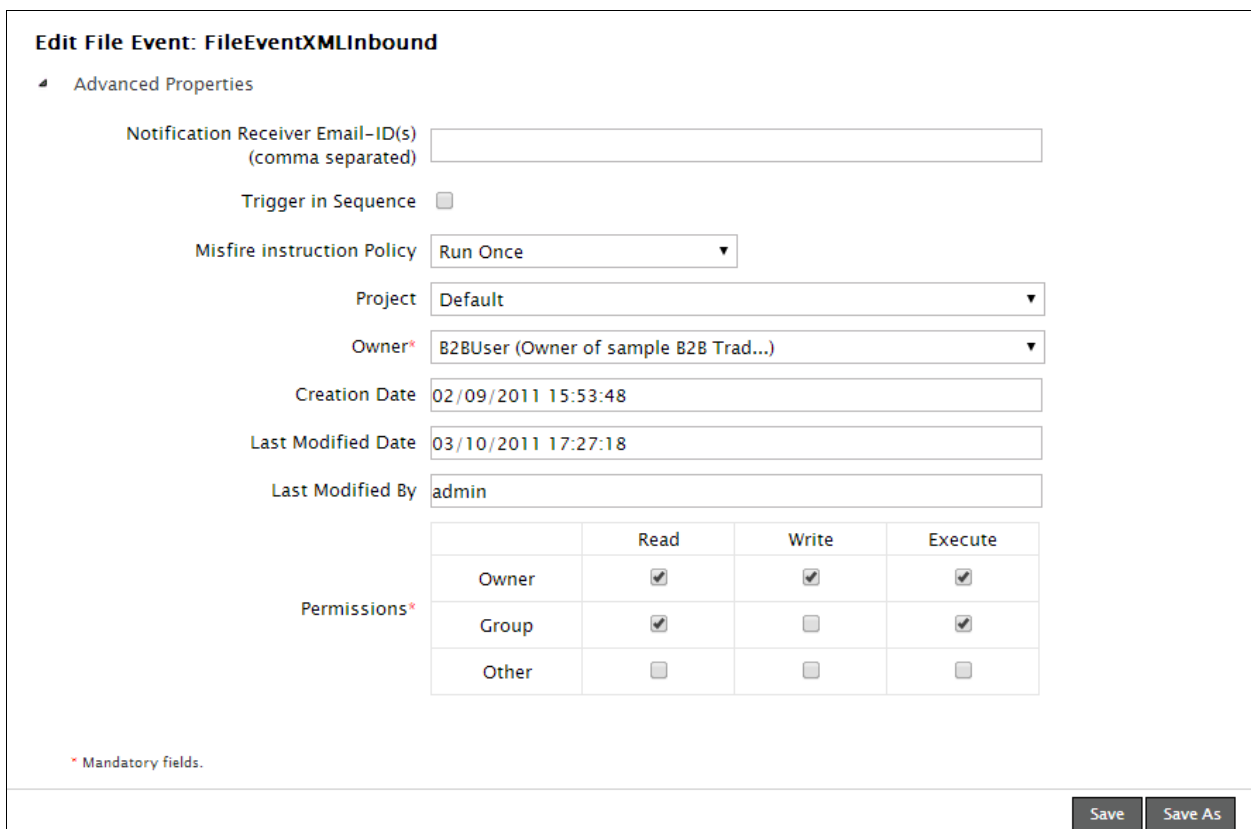 Edit File Event: FileEventXMLInbound
Advanced Properties
Notification Receiver Email-ID(s)
(comma separated)
Trigger in Sequence
Misfire instruction Policy Run Once
Project Default
Owner* B2BUser (Owner of sample B2B Trad...)
Creation Date 02/09/2011 15:53:48
Last Modified Date 03/10/2011 17:27:18
Last Modified By admin
Read Write Execute
Owner
Permissions*
Group
Other
* Mandatory fields.
Save Save As